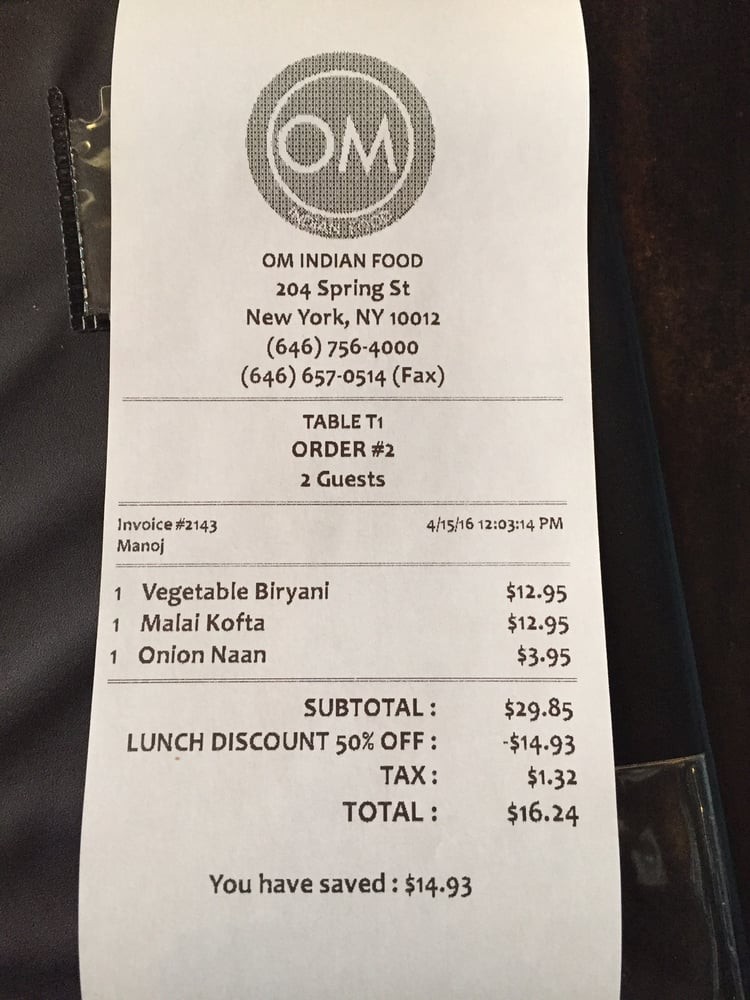 OM
INDIAN FOOD
OM INDIAN FOOD
204 Spring St
New York, NY 10012
(646) 756-4000
(646) 657-0514 (Fax)
TABLE T1
ORDER #2
2 Guests
Invoice #2143 4/15/16 12:03:14 PM
Manoj
1 Vegetable Biryani $12.95
1 Malai Kofta $12.95
1 Onion Naan $3.95
SUBTOTAL : $29.85
LUNCH DISCOUNT 50% OFF : -$14.93
TAX : $1.32
TOTAL : $16.24
You have saved : $14.93